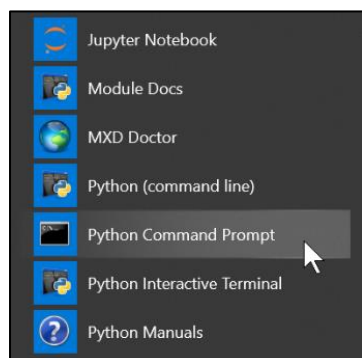 Jupyter Notebook
Module Docs
MXD Doctor
Python (command line)
Python Command Prompt
Python Interactive Terminal
Python Manuals